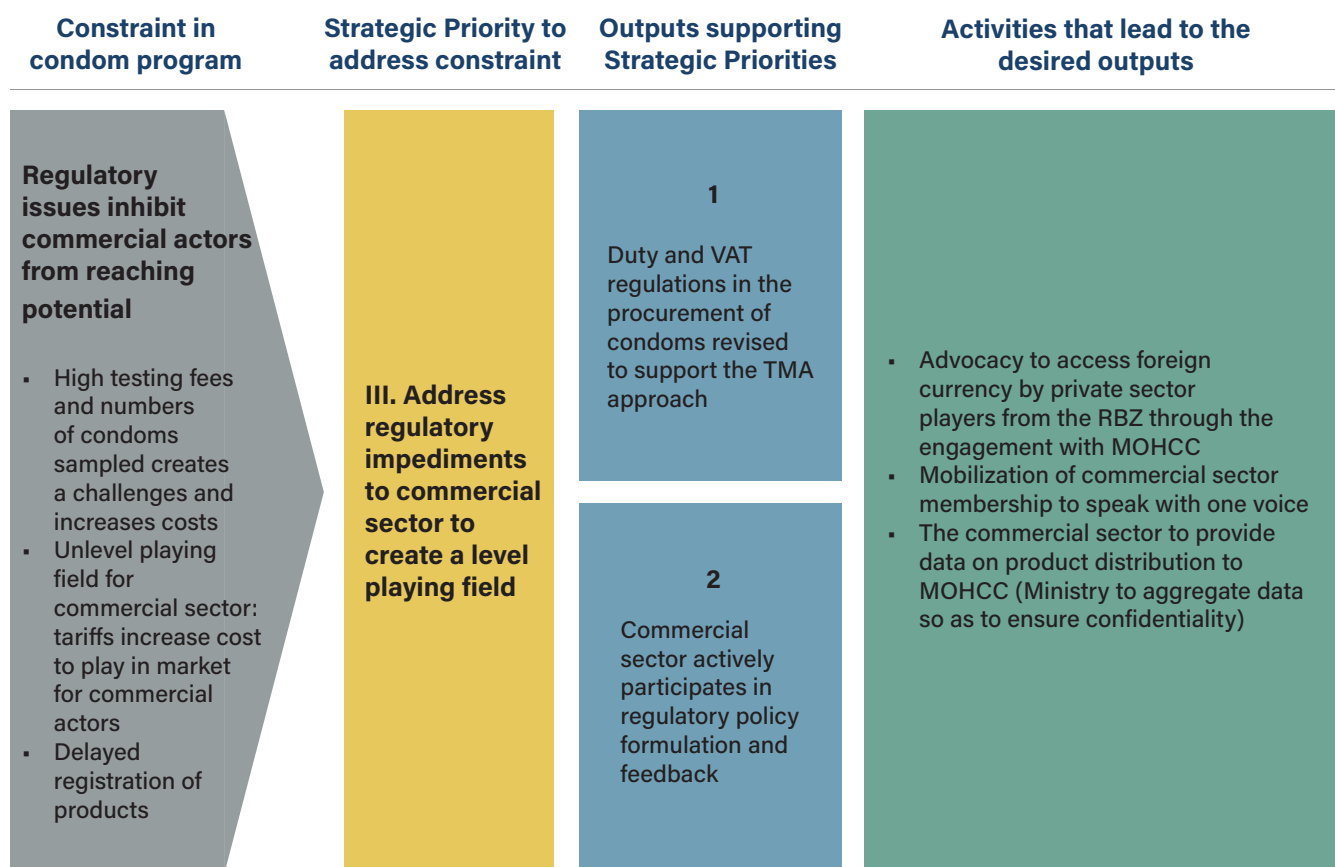 Constraint in
condom program
Strategic Priority to
address constraint
Outputs supporting
Strategic Priorities
Activities that lead to the
desired outputs
Regulatory
issues inhibit
commercial actors
from reaching
potential
▪ High testing fees
and numbers
of condoms
sampled creates
a challenges and
increases costs
▪ Unlevel playing
field for
commercial sector:
tariffs increase cost
to play in market
for commercial
actors
▪ Delayed
registration of
products
III. Address
regulatory
impediments
to commercial
sector to
create a level
playing field
1
Duty and VAT
regulations in the
procurement of
condoms revised
to support the TMA
approach
2
Commercial
sector actively
participates in
regulatory policy
formulation and
feedback
▪ Advocacy to access foreign
currency by private sector
players from the RBZ through the
engagement with MOHCC
▪ Mobilization of commercial sector
membership to speak with one voice
▪ The commercial sector to provide
data on product distribution to
MOHCC (Ministry to aggregate data
so as to ensure confidentiality)